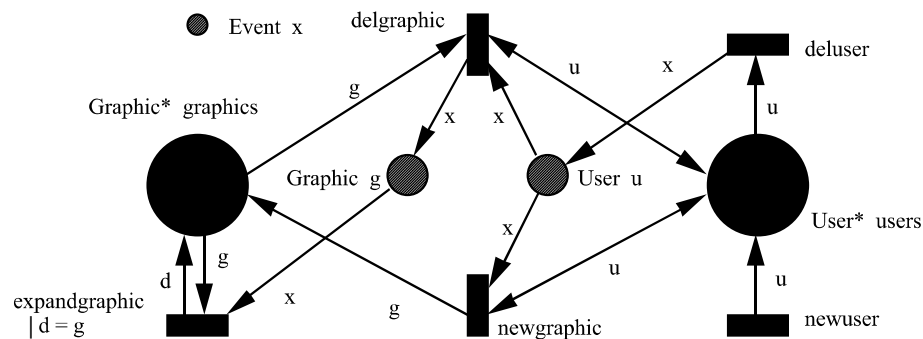 Event x
delgraphic
deluser
x
u
g
Graphic* graphics
x
x
u
Graphic g
User u
User* users
x
d
g
u
u
expandgraphic
| d = g
x
g
newgraphic
newuser